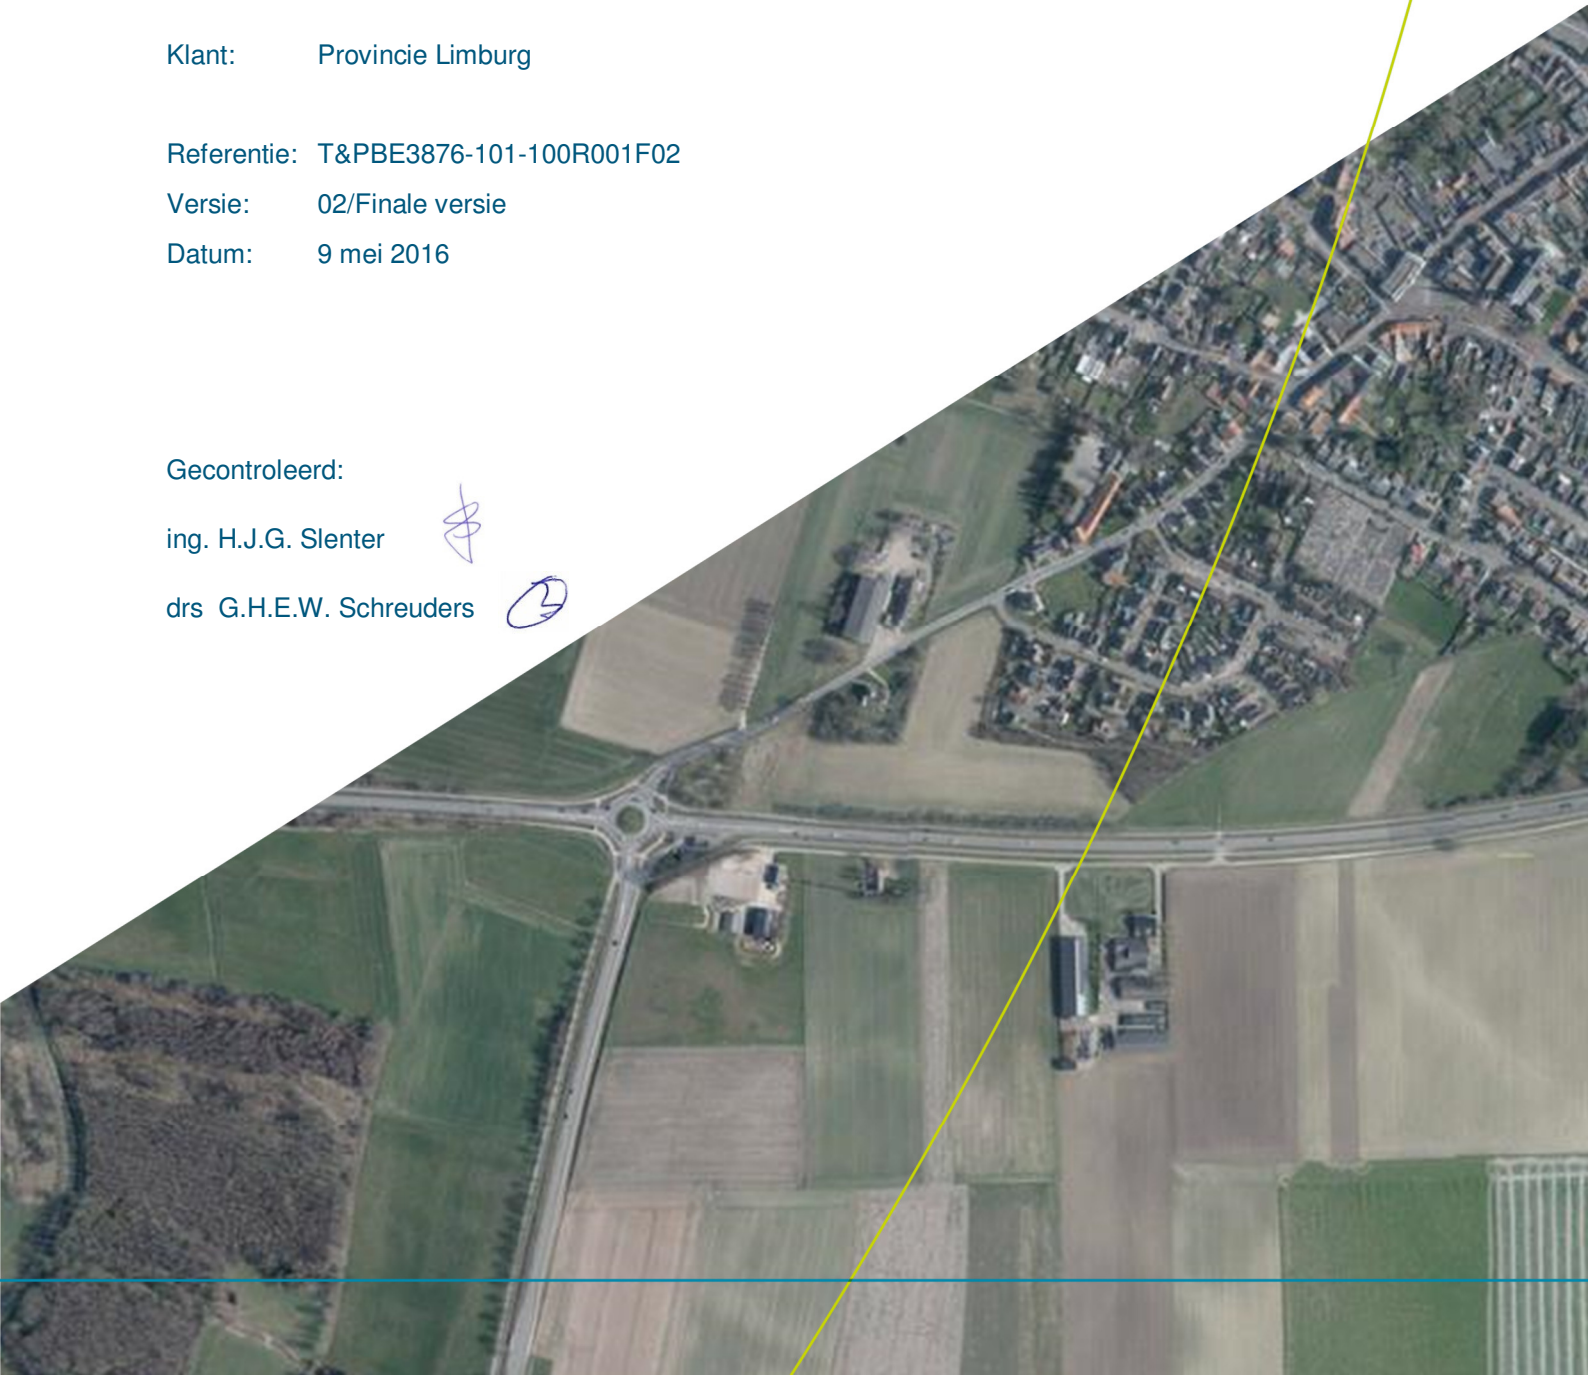 Klant: Provincie Limburg
Referentie: T&PBE3876-101-100R001F02
Versie: 02/Finale versie
Datum: 9 mei 2016
Gecontroleerd:
ing. H.J.G. Slenter
drs G.H.E.W. Schreuders